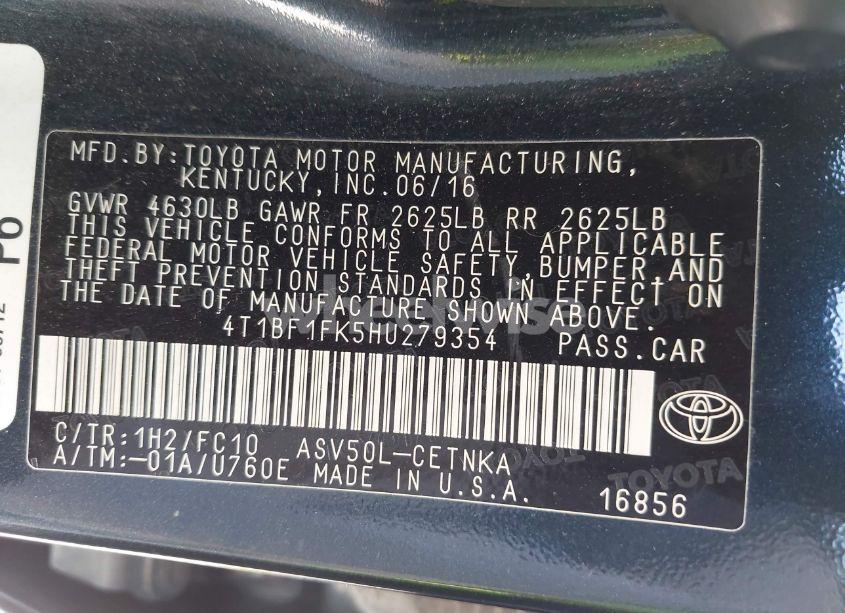 MFD.BY:TOYOTA MOTOR MANUFACTURING,
KENTUCKY,INC.06/16
GVWR 4630LB GAWR FR 2625LB RR 2625LB
THIS VEHICLE CONFORMS TO ALL APPLICABLE
FEDERAL MOTOR VEHICLE SAFETY,BUMPER,AND
THEFT PREVENTION STANDARDS IN EFFECT ON
THE DATE OF MANUFACTURE SHOWN ABOVE.
4T1BF1FK5HU279354 PASS.CAR
C/TR:1H2/FC10 ASV50L-CETNKA
A/TM:-01A/U760E MADE IN U.S.A.
16856
TOYOTA
PO